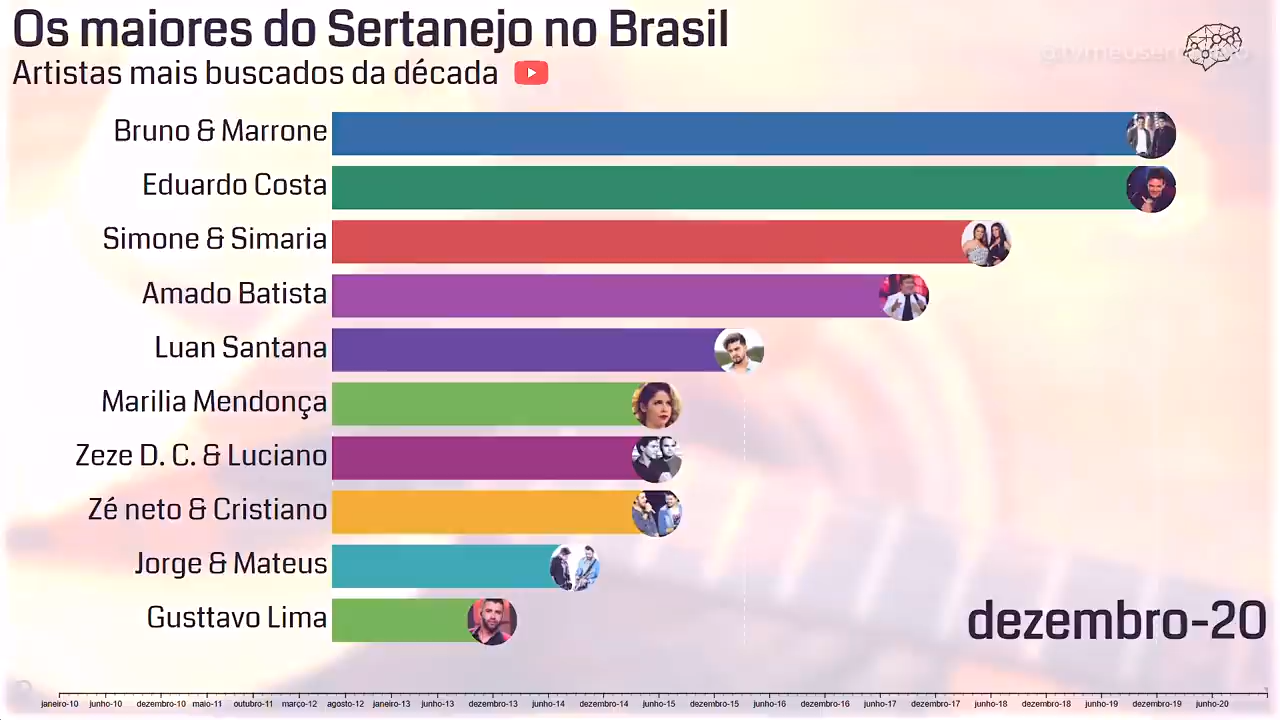 Os maiores do Sertanejo no Brasil
Artistas mais buscados da década
Bruno & Marrone
Eduardo Costa
Simone & Simaria
Amado Batista
Luan Santana
Marilia Mendonça
Zeze D. C. & Luciano
Zé neto & Cristiano
Jorge & Mateus
Gusttavo Lima
dezembro-20
janeiro-10 junho-10 dezembro-10 maio-11 outubro-11 março-12 agosto-12 janeiro-13 junho-13 dezembro-13 junho-14 dezembro-14 junho-15 dezembro-15 junho-16 dezembro-16 junho-17 dezembro-17 junho-18 dezembro-18 junho-19 dezembro-19 junho-20